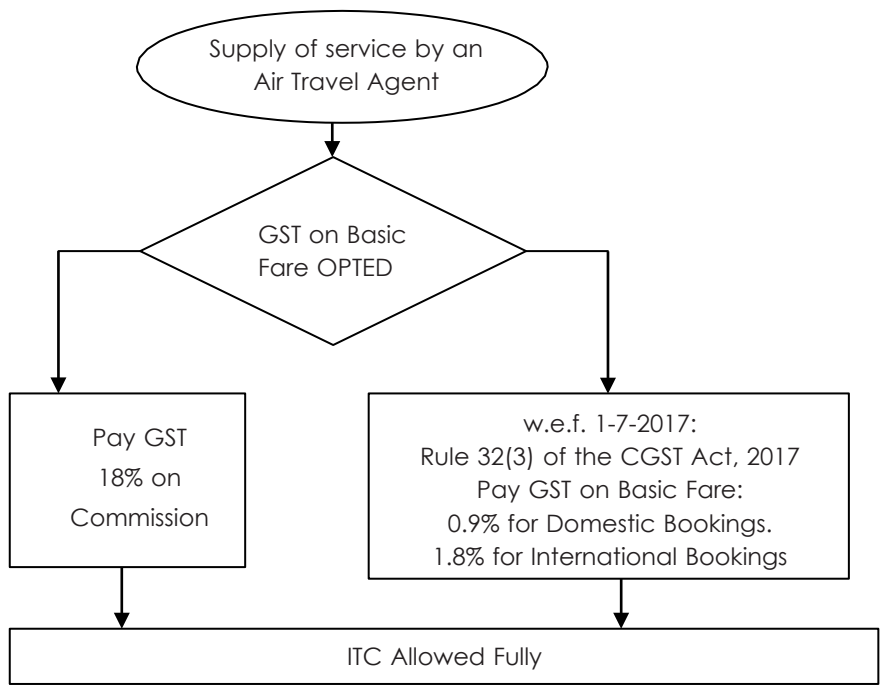 Supply of service by an
Air Travel Agent
GST on Basic
Fare OPTED
Pay GST
18% on
Commission
w.e.f. 1-7-2017:
Rule 32(3) of the CGST Act, 2017
Pay GST on Basic Fare:
0.9% for Domestic Bookings.
1.8% for International Bookings
ITC Allowed Fully